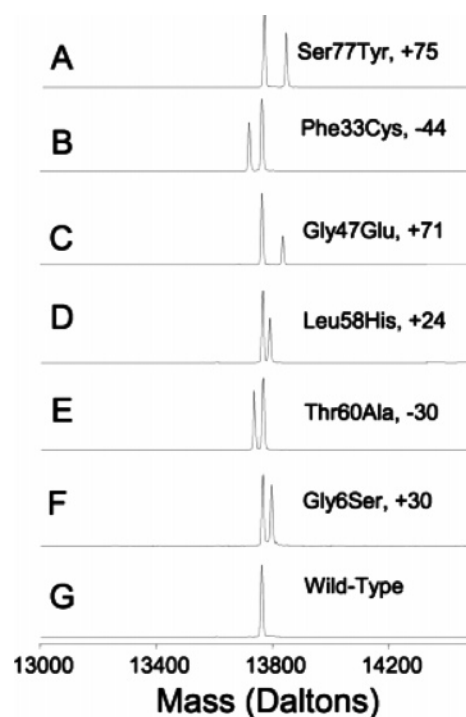 A Ser77Tyr, +75
B Phe33Cys, -44
C Gly47Glu, +71
D Leu58His, +24
E Thr60Ala, -30
F Gly6Ser, +30
G Wild-Type
13000 13400 13800 14200
Mass (Daltons)